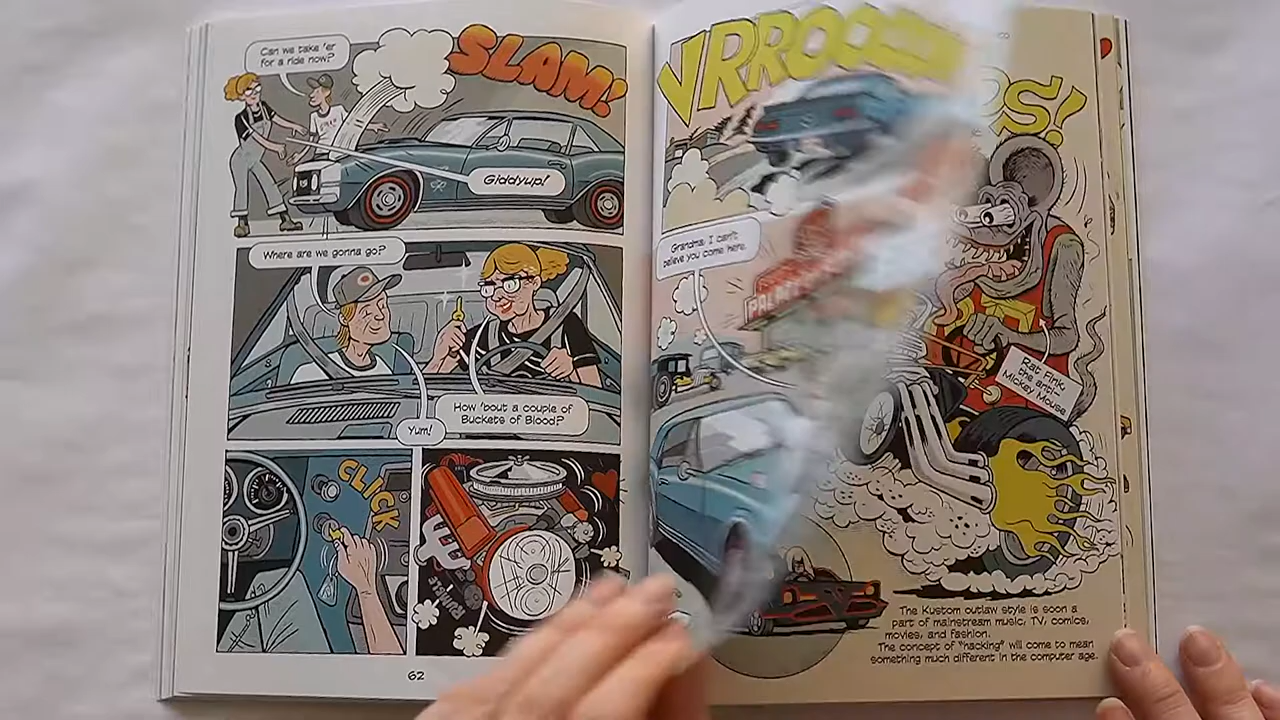 Can we take 'er
for a ride now?
SLAM!
Giddyup!
Where are we gonna go?
Yum!
How 'bout a couple of
Buckets of Blood?
CLICK
RUMBLE
62
Grandma, I can't
believe you come here.
Rat Fink,
the anti-
Mickey Mouse.
The Kustom outlaw style is soon a
part of mainstream music, TV, comics,
movies, and fashion.
The concept of "hacking" will come to mean
something much different in the computer age.